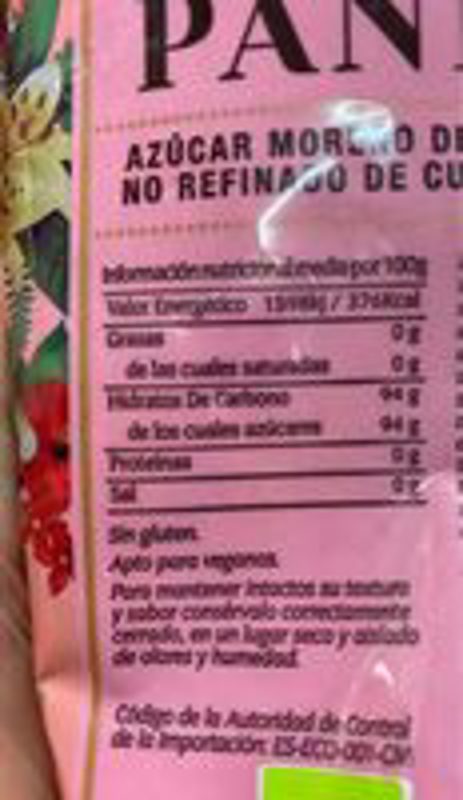 PAN
AZÚCAR MORENO DE
NO REFINADO DE CU
Información nutricional media por 100g
Valor Energético / 376Kcal
Grasas 0 g
de las cuales saturadas 0 g
Hidratos De Carbono 94 g
de los cuales azúcares 94 g
Proteínas 0 g
Sal 0 g
Sin gluten.
Apto para veganos.
Para mantener intactos su textura
y sabor consérvalo correctamente
cerrado, en un lugar seco y aislado
de olores y humedad.
Código de la Autoridad de Control
de la Importación: ES-ECO-001-CM